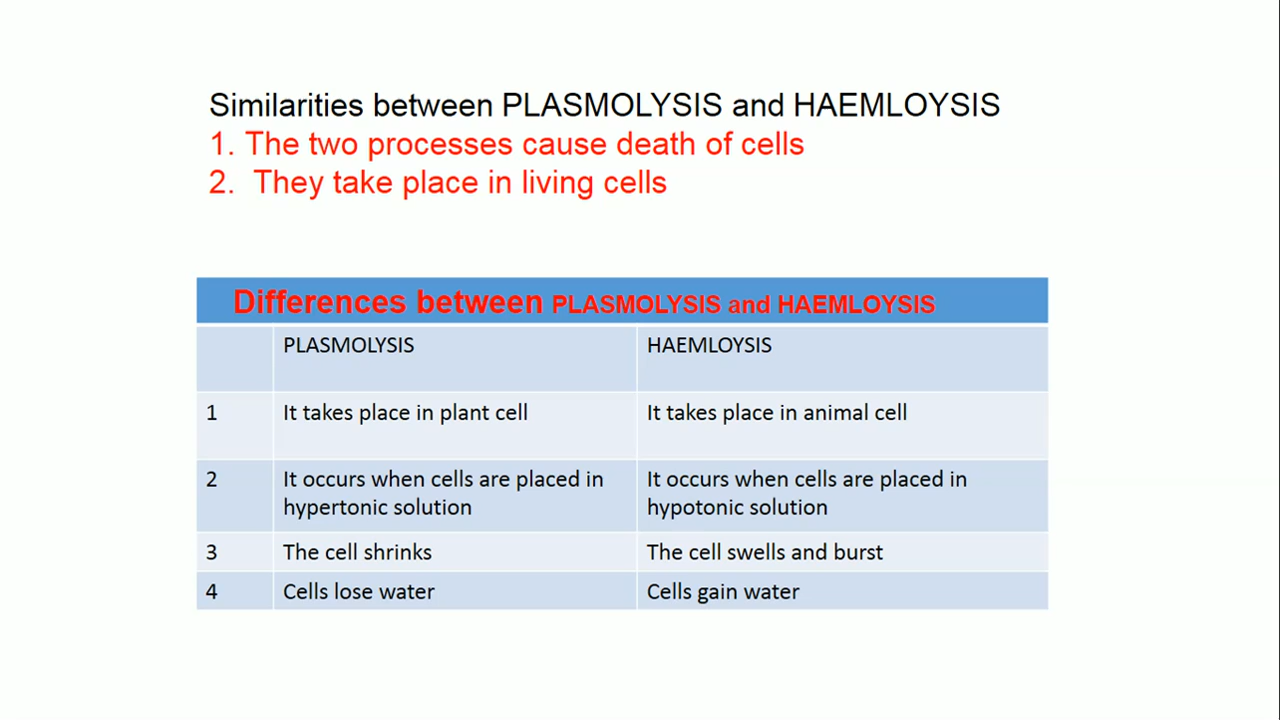 Similarities between PLASMOLYSIS and HAEMLOYSIS
1. The two processes cause death of cells
2. They take place in living cells
Differences between PLASMOLYSIS and HAEMLOYSIS
PLASMOLYSIS HAEMLOYSIS
1 It takes place in plant cell It takes place in animal cell
2 It occurs when cells are placed in It occurs when cells are placed in
hypertonic solution hypotonic solution
3 The cell shrinks The cell swells and burst
4 Cells lose water Cells gain water